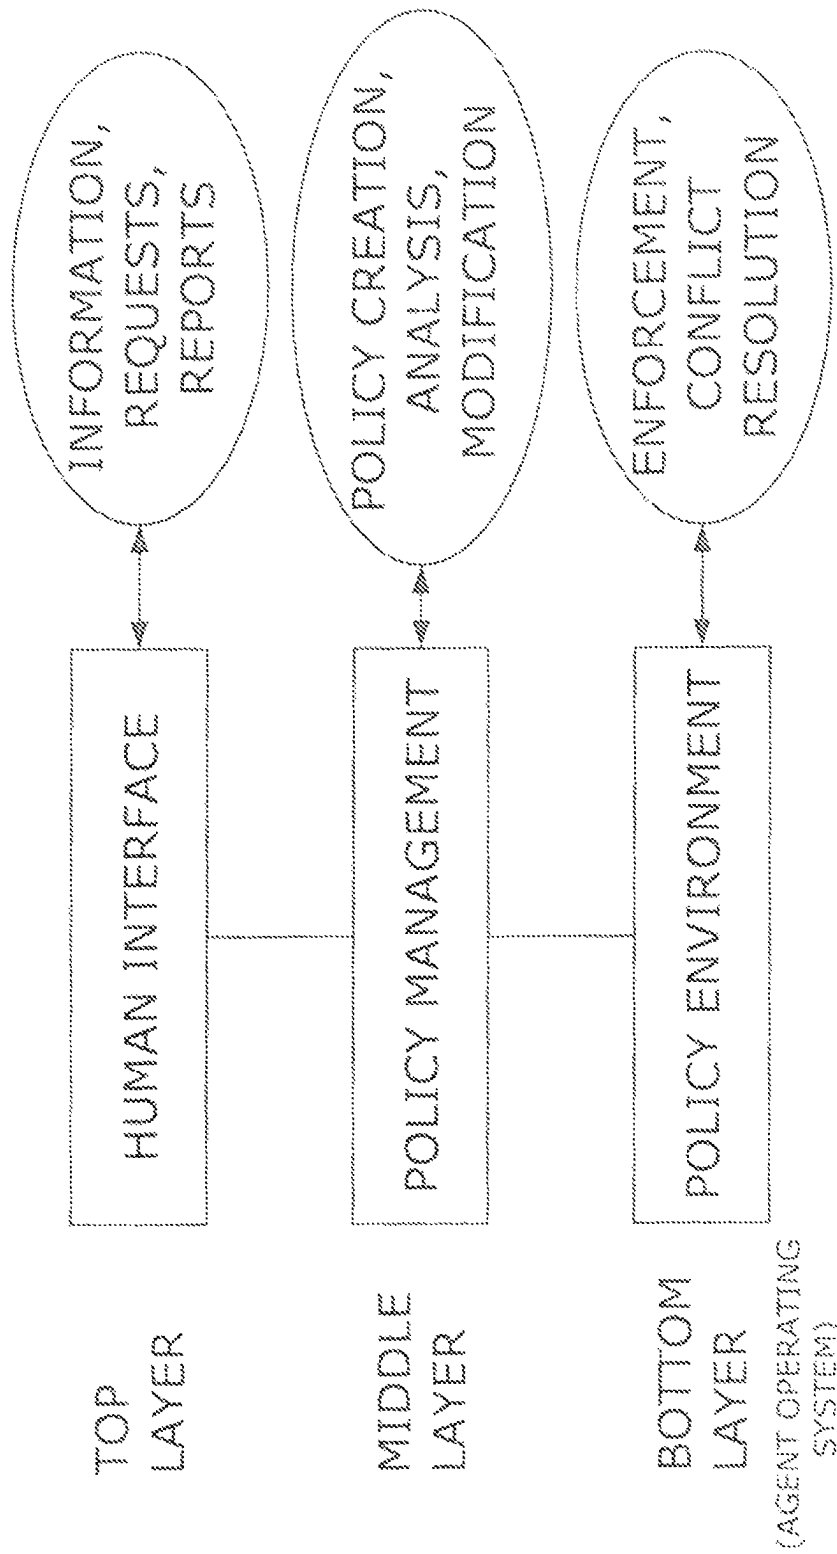 TOP
LAYER
HUMAN INTERFACE
INFORMATION,
REQUESTS,
REPORTS
MIDDLE
LAYER
POLICY MANAGEMENT
POLICY CREATION,
ANALYSIS,
MODIFICATION
BOTTOM
LAYER
(AGENT OPERATING
SYSTEM)
POLICY ENVIRONMENT
ENFORCEMENT,
CONFLICT
RESOLUTION